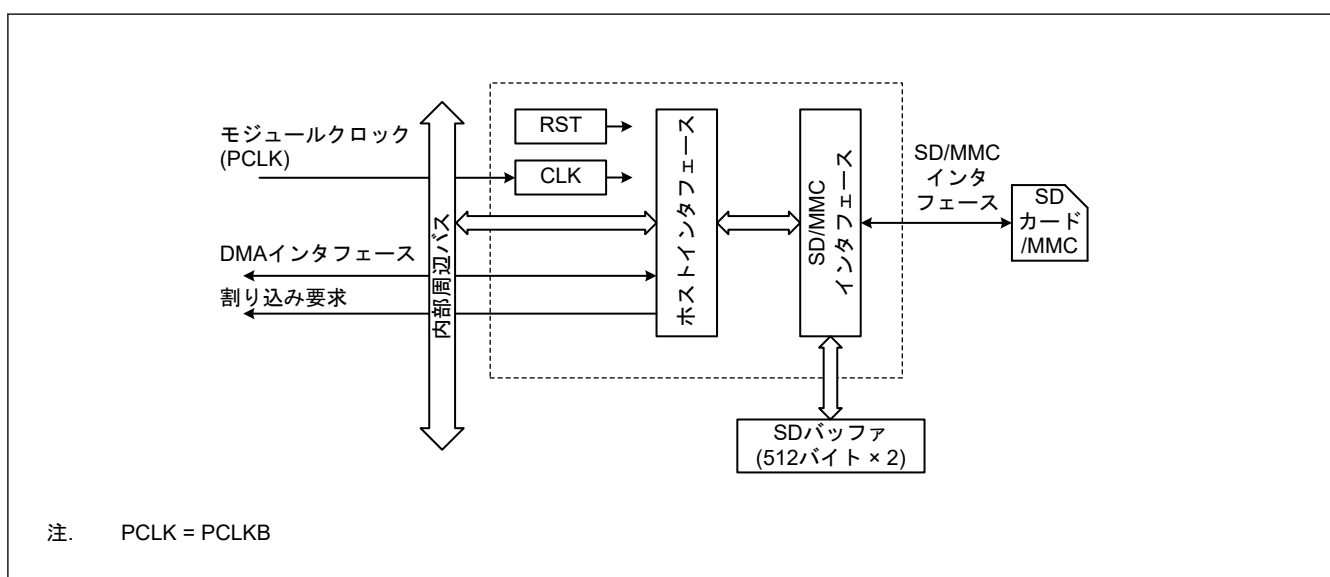 モジュールクロック
(PCLK)
RST
CLK
DMAインタフェース
割り込み要求
内部周辺バス
ホストインタフェース
SD/MMC
インタフェース
SD/MMC
インタ
フェース
SD
カード
/MMC
SDバッファ
(512バイト × 2)
注. PCLK = PCLKB